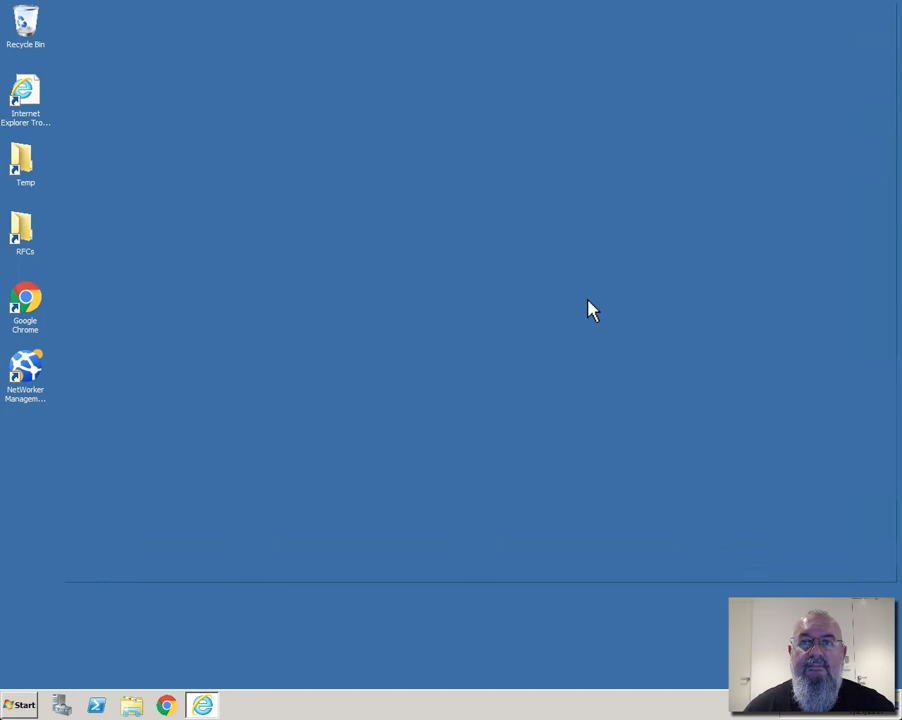 Recycle Bin
Internet
Explorer Tro...
Temp
RFCs
Google
Chrome
NetWorker
Managem...
Start